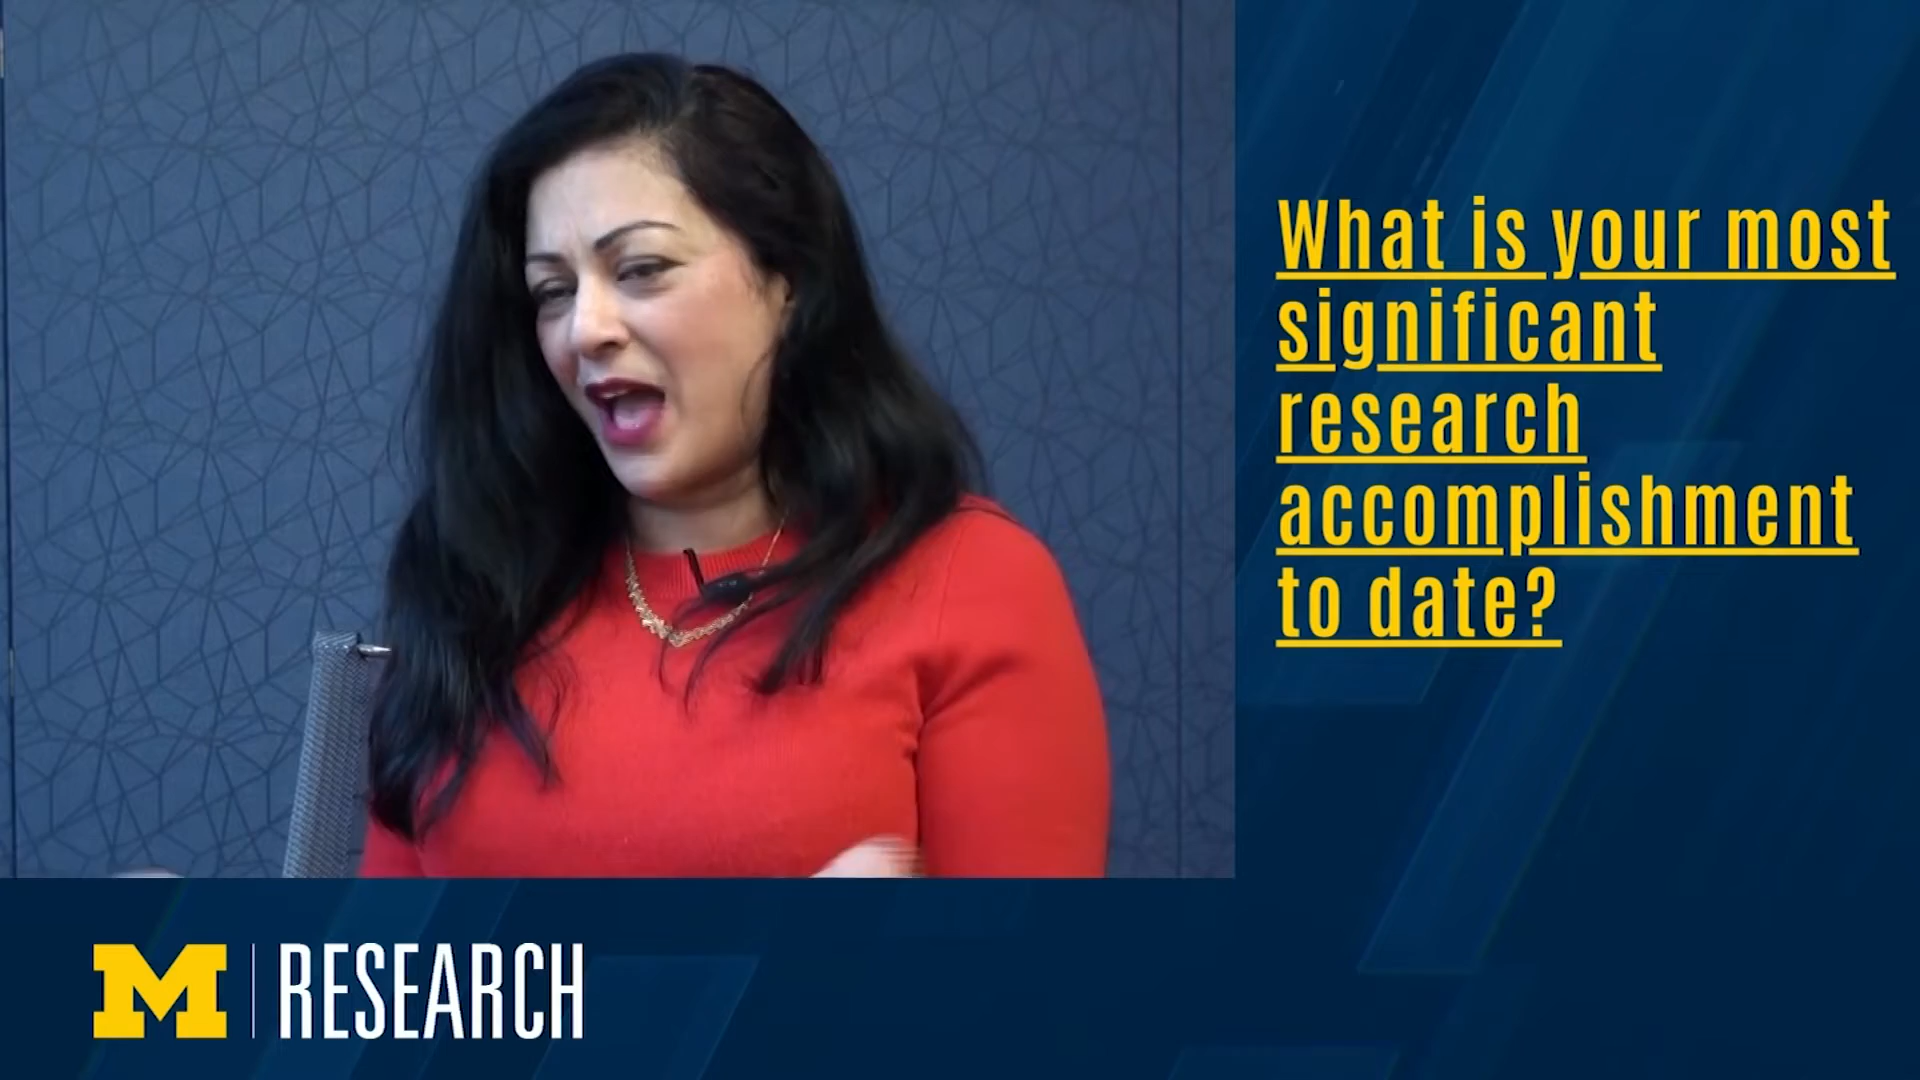 What is your most
significant
research
accomplishment
to date?
M RESEARCH